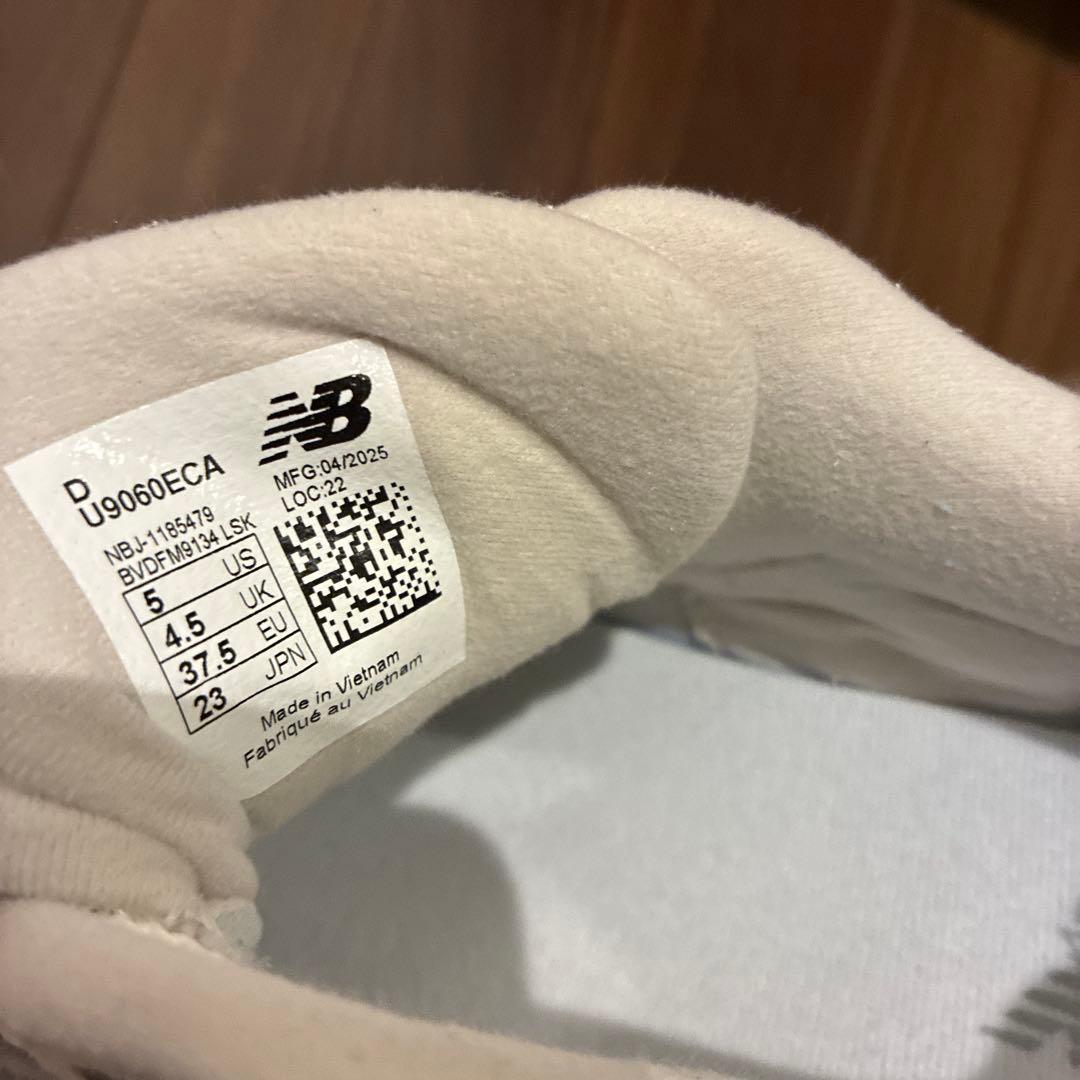 NB
MFG:04/2025
LOC:22
D
U9060ECA
NBJ-1185479
BVDFM9134 LSK
5 US
4.5 UK
37.5 EU
23 JPN
Made in Vietnam
Fabriqué au Vietnam